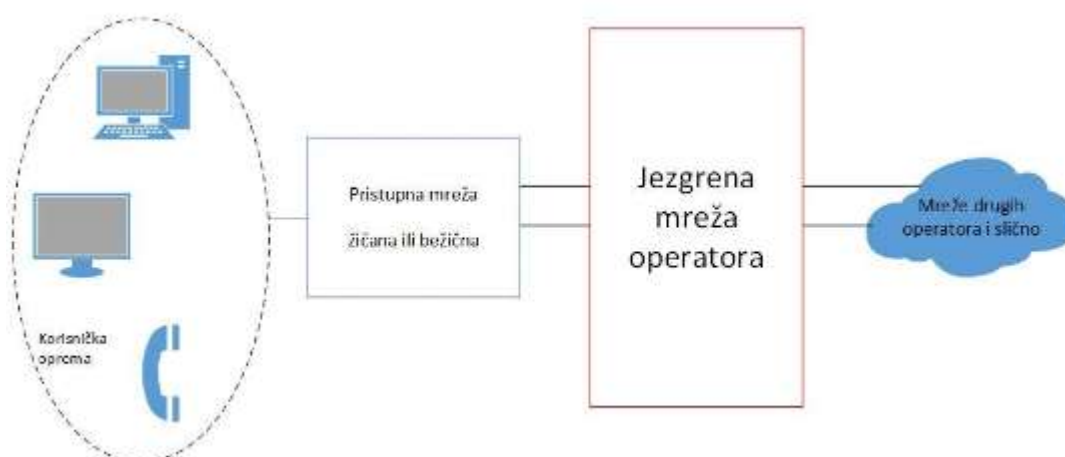 Korisnička
oprema
Pristupna mreža
žičana ili bežična
Jezgrena
mreža
operatora
Mreže drugih
operatora i slično